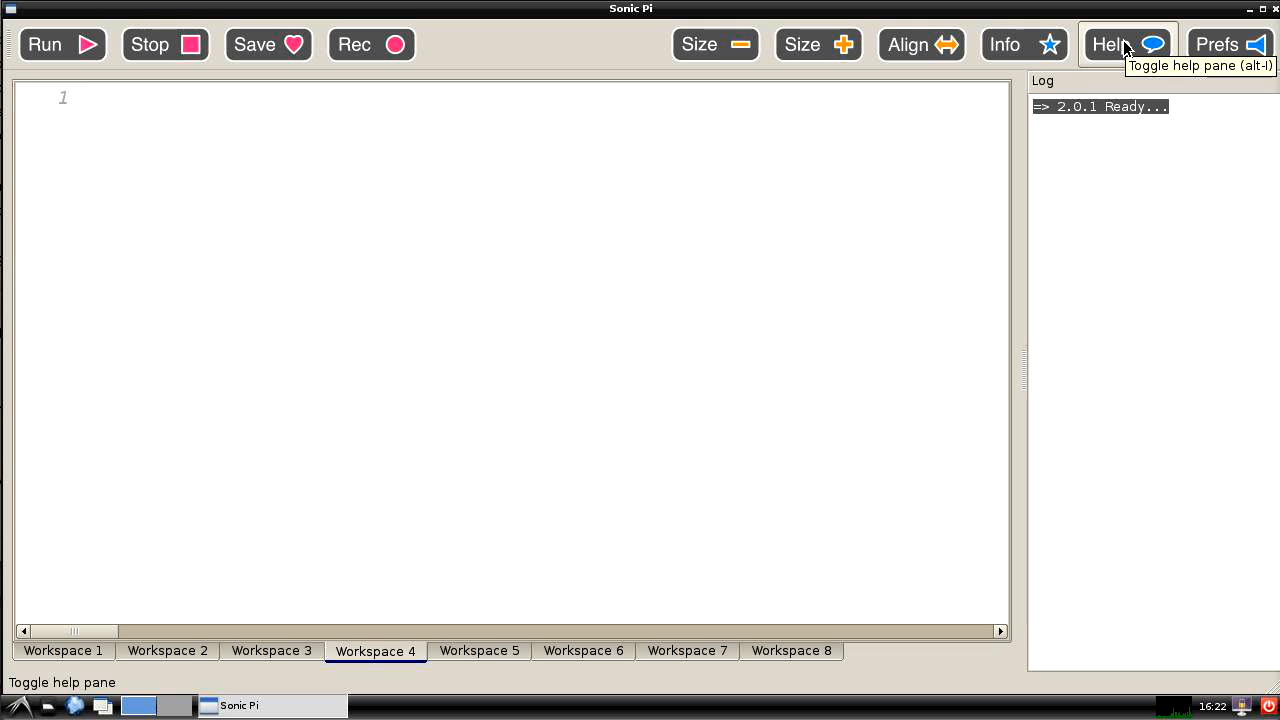 Sonic Pi
Run Stop Save Rec Size Size Align Info Help Prefs
Toggle help pane (alt-I)
Log
1
=> 2.0.1 Ready...
Workspace 1 Workspace 2 Workspace 3 Workspace 4 Workspace 5 Workspace 6 Workspace 7 Workspace 8
Toggle help pane
Sonic Pi
16:22